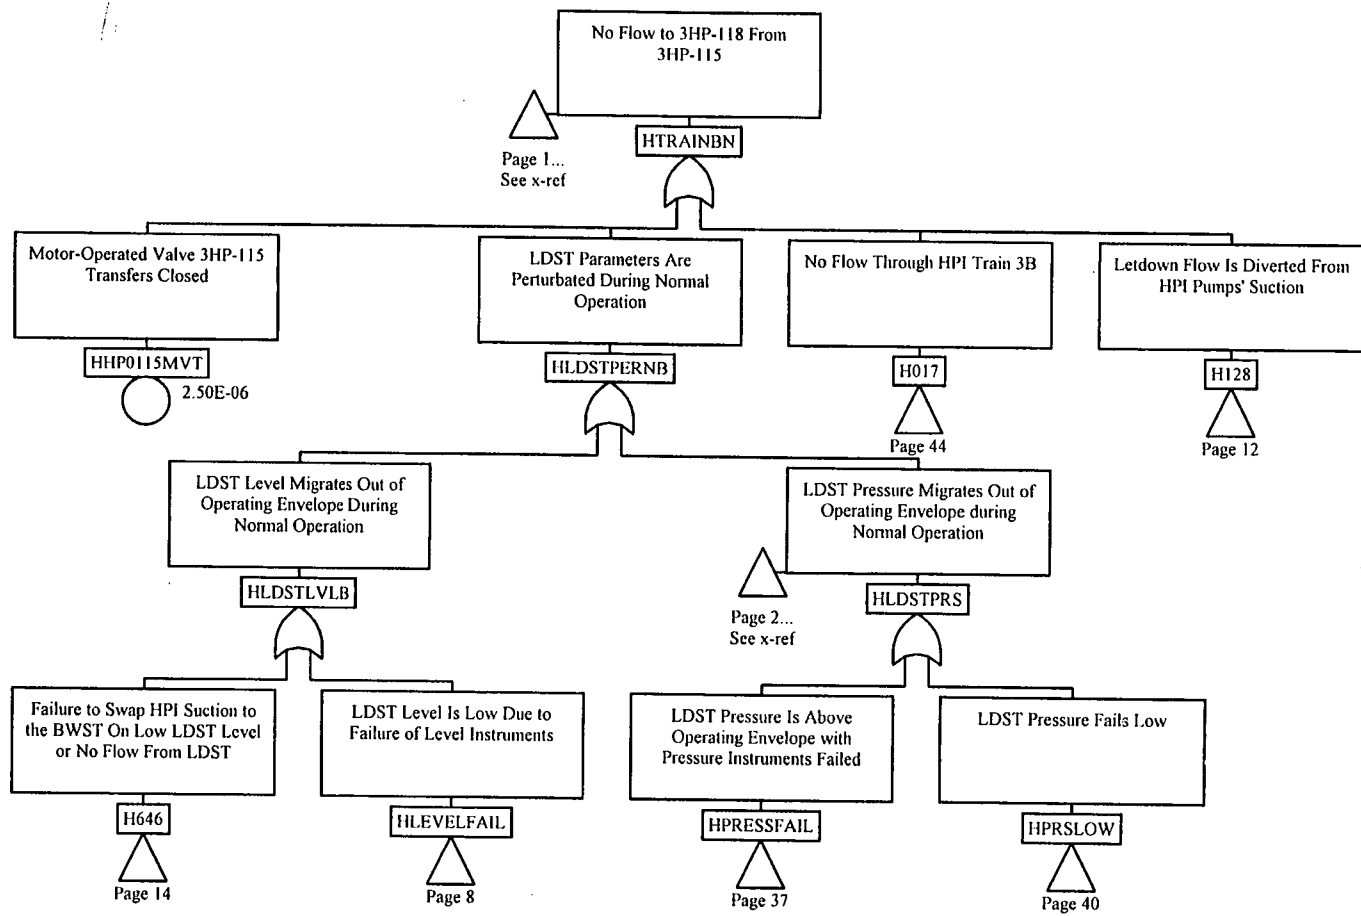 No Flow to 3HP-118 From
3HP-115
Page 1...
See x-ref
HTRAINBN
Motor-Operated Valve 3HP-115
Transfers Closed
HHP0115MVT
2.50E-06
LDST Parameters Are
Perturbated During Normal
Operation
HLDSTPERNB
No Flow Through HPI Train 3B
H017
Page 44
Letdown Flow Is Diverted From
HPI Pumps' Suction
H128
Page 12
LDST Level Migrates Out of
Operating Envelope During
Normal Operation
HLDSTLVLB
LDST Pressure Migrates Out of
Operating Envelope during
Normal Operation
Page 2...
See x-ref
HLDSTPRS
Failure to Swap HPI Suction to
the BWST On Low LDST Level
or No Flow From LDST
H646
Page 14
LDST Level Is Low Due to
Failure of Level Instruments
HLEVELFAIL
Page 8
LDST Pressure Is Above
Operating Envelope with
Pressure Instruments Failed
HPRESSFAIL
Page 37
LDST Pressure Fails Low
HPRSLOW
Page 40